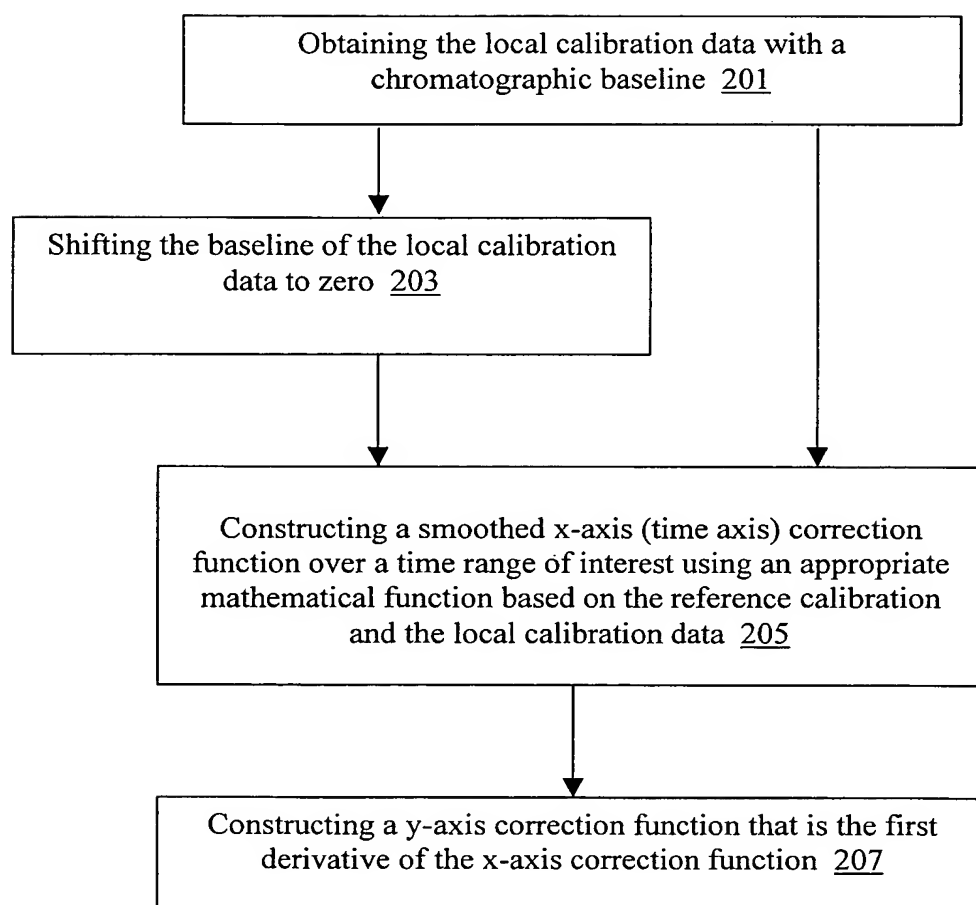 Obtaining the local calibration data with a
chromatographic baseline 201
Shifting the baseline of the local calibration
data to zero 203
Constructing a smoothed x-axis (time axis) correction
function over a time range of interest using an appropriate
mathematical function based on the reference calibration
and the local calibration data 205
Constructing a y-axis correction function that is the first
derivative of the x-axis correction function 207